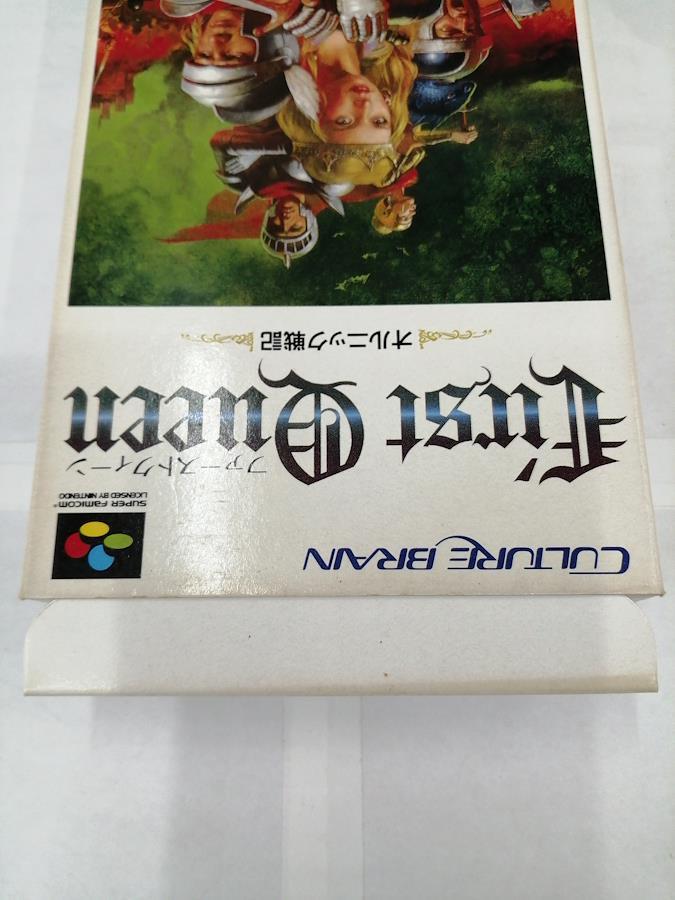 CULTURE BRAIN
SUPER FAMICOM®
LICENSED BY NINTENDO
ファーストクイーン
First Queen
オルニック戦記